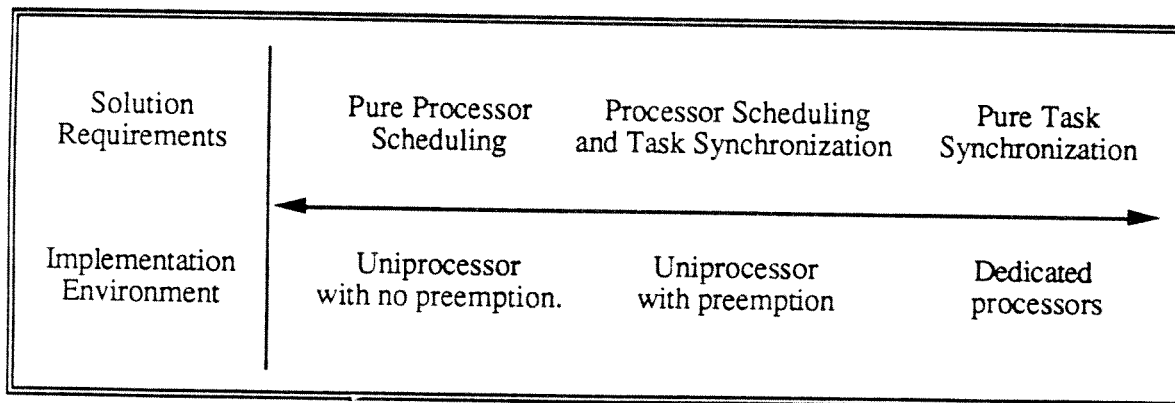 Solution
Requirements
Pure Processor
Scheduling
Processor Scheduling
and Task Synchronization
Pure Task
Synchronization
Implementation
Environment
Uniprocessor
with no preemption.
Uniprocessor
with preemption
Dedicated
processors